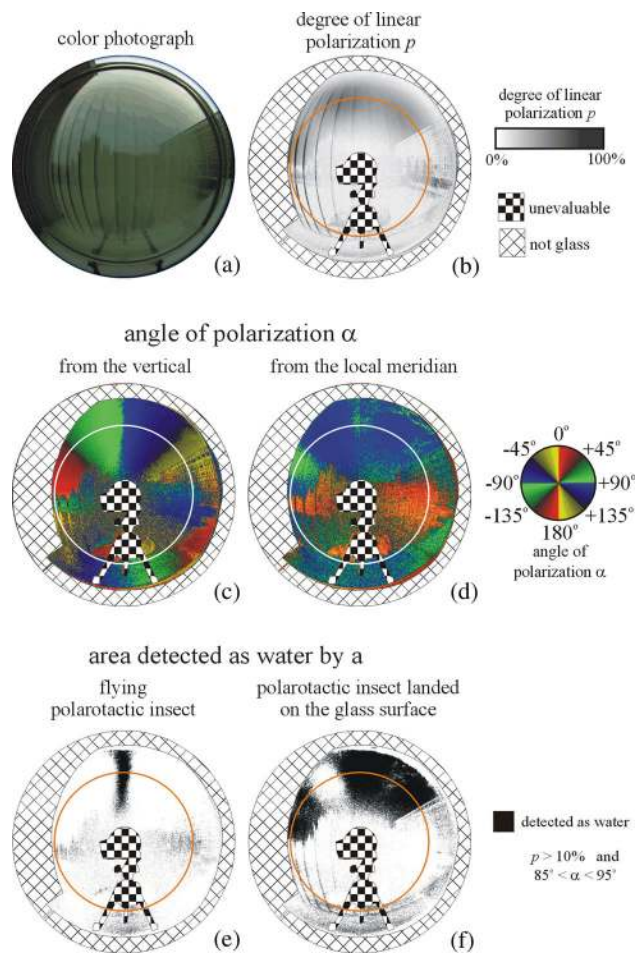 color photograph
degree of linear
polarization p
(a)
(b)
degree of linear
polarization p
0%
100%
unevaluable
not glass
angle of polarization α
from the vertical
from the local meridian
(c)
(d)
0°
-45°
+45°
-90°
+90°
-135°
+135°
180°
angle of
polarization α
area detected as water by a
flying
polarotactic insect
polarotactic insect landed
on the glass surface
(e)
(f)
detected as water
p > 10% and
85° < α < 95°